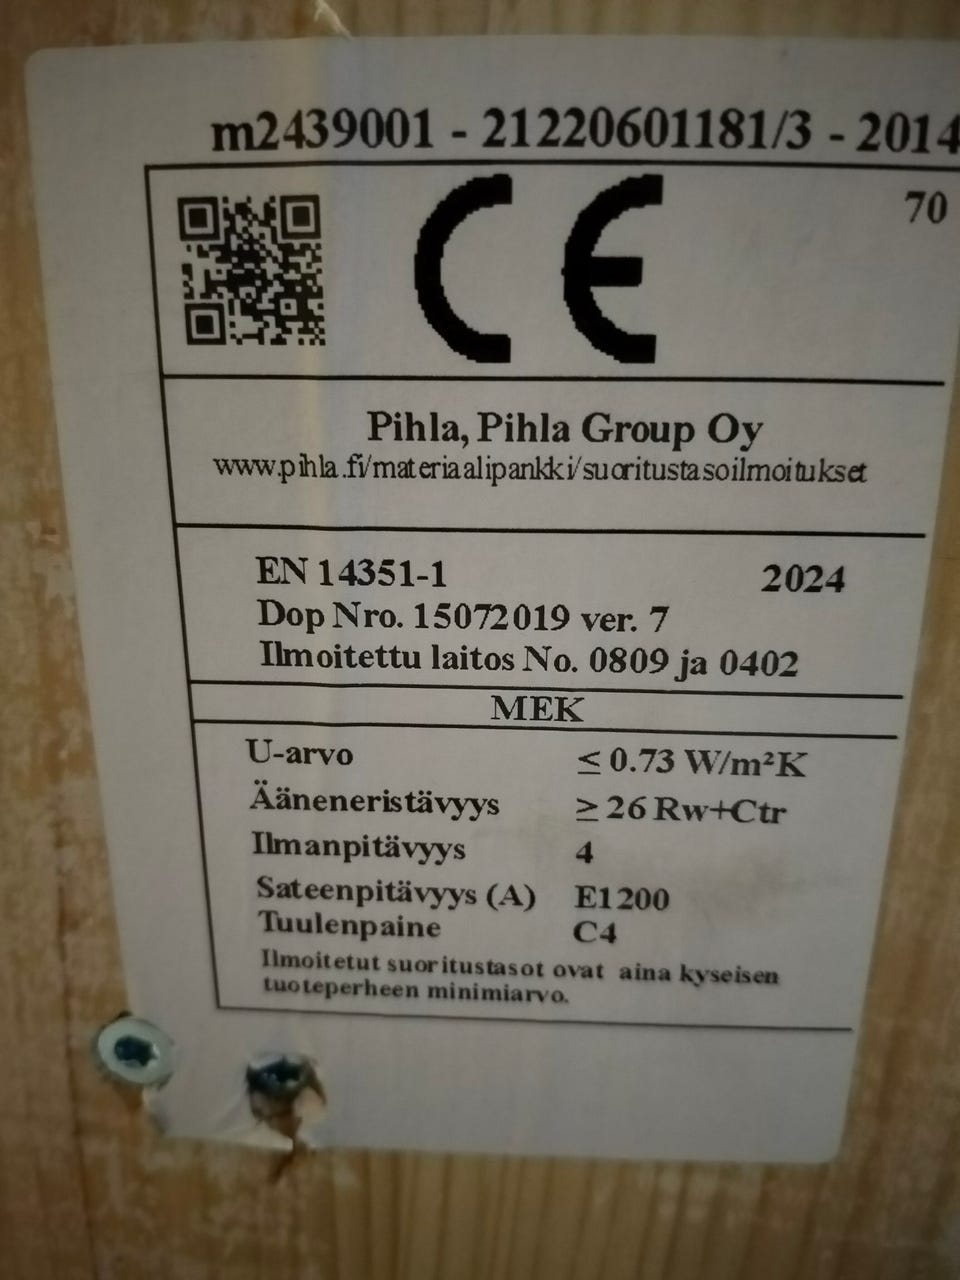 m2439001 - 21220601181/3 - 2014
CE
70
Pihla, Pihla Group Oy
www.pihla.fi/materiaalipankki/suoritustasoilmoitukset
EN 14351-1 2024
Dop Nro. 15072019 ver. 7
Ilmoitettu laitos No. 0809 ja 0402
MEK
U-arvo ≤ 0.73 W/m²K
Ääneneristävyys ≥ 26 Rw+Ctr
Ilmanpitävyys 4
Sateenpitävyys (A) E1200
Tuulenpaine C4
Ilmoitetut suoritustasot ovat aina kyseisen
tuoteperheen minimiarvo.